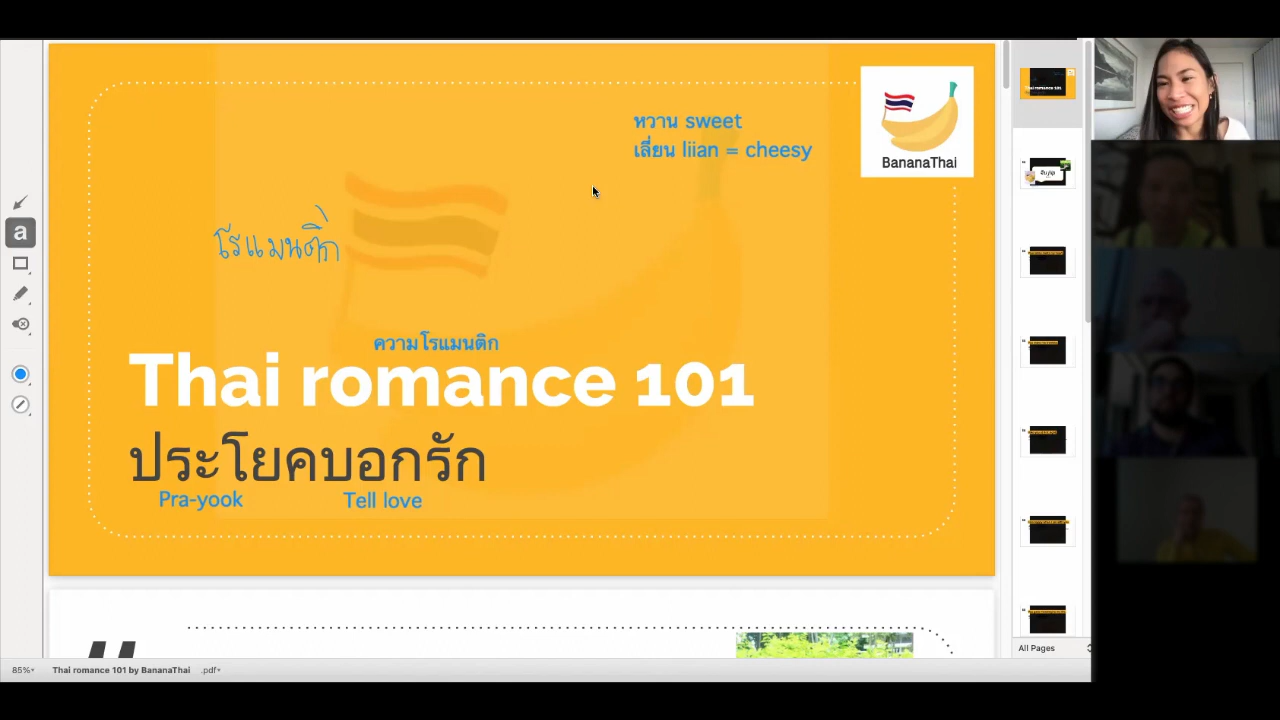 หวาน sweet
เลี่ยน liian = cheesy
BananaThai
โรแมนติ่ก
ความโรแมนติก
Thai romance 101
ประโยคบอกรัก
Pra-yook Tell love
a
All Pages
85%
Thai romance 101 by BananaThai .pdf